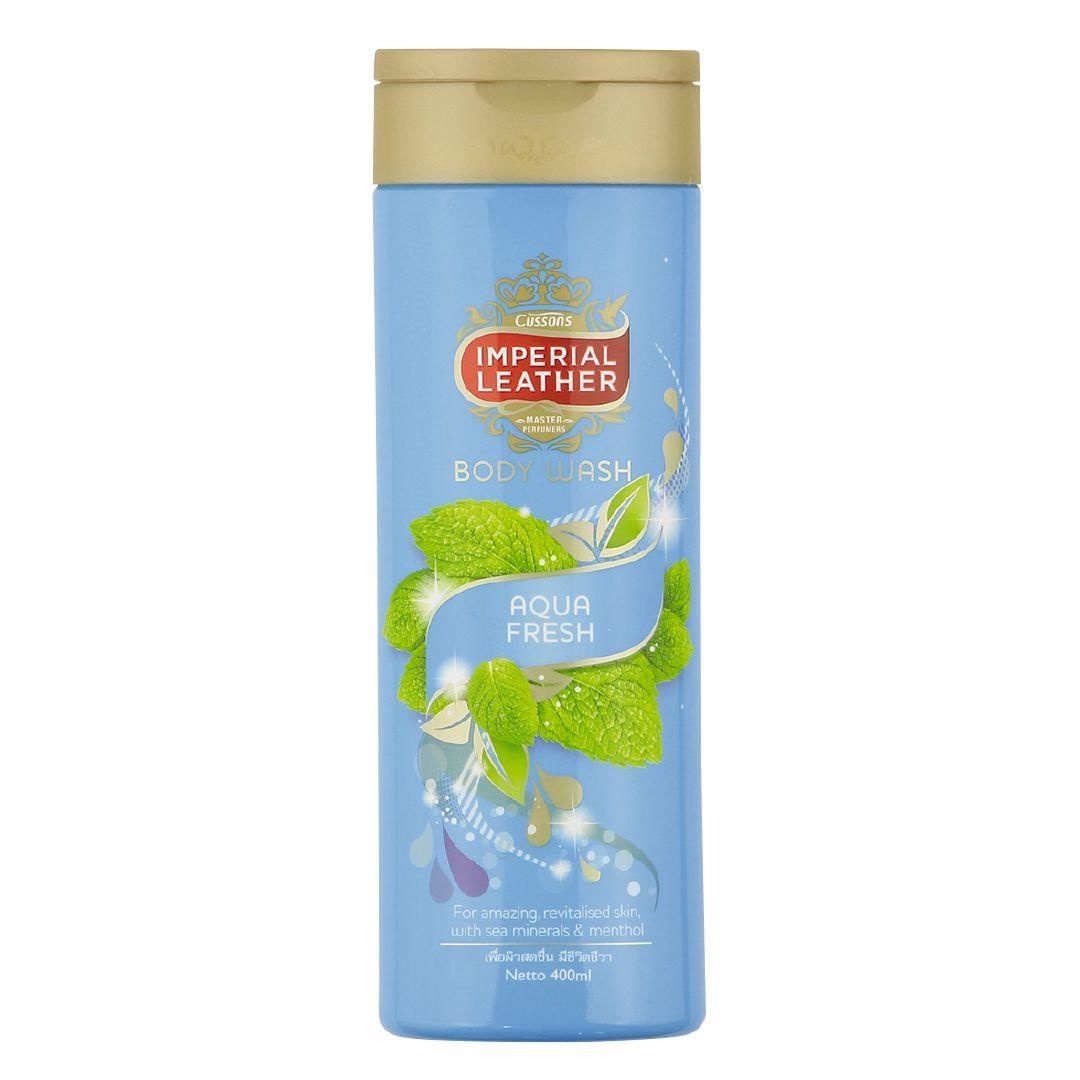 Cussons
IMPERIAL
LEATHER
MASTER
PERFUMERS
BODY WASH
AQUA
FRESH
For amazing, revitalised skin,
with sea minerals & menthol
เพื่อผิวสดชื่น มีชีวิตชีวา
Netto 400ml